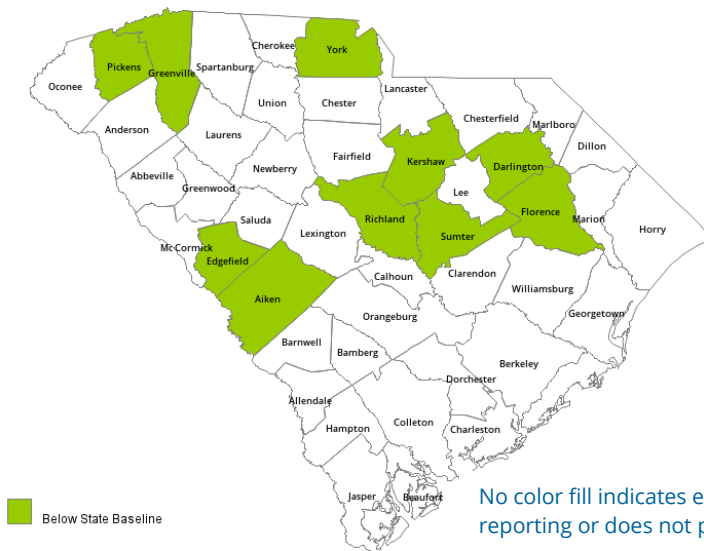 Cherokee
York
Pickens
Greenville
Spartanburg
Oconee
Union
Chester
Lancaster
Chesterfield
Marlboro
Anderson
Laurens
Dillon
Fairfield
Kershaw
Darlington
Newberry
Abbeville
Greenwood
Lee
Saluda
Richland
Florence
Marion
Horry
Lexington
Sumter
Mc Cormick
Edgefield
Calhoun
Clarendon
Williamsburg
Aiken
Orangeburg
Georgetown
Barnwell
Bamberg
Berkeley
Dorchester
Allendale
Hampton
Colleton
Charleston
Jasper
Beaufort
No color fill indicates e
reporting or does not p
Below State Baseline